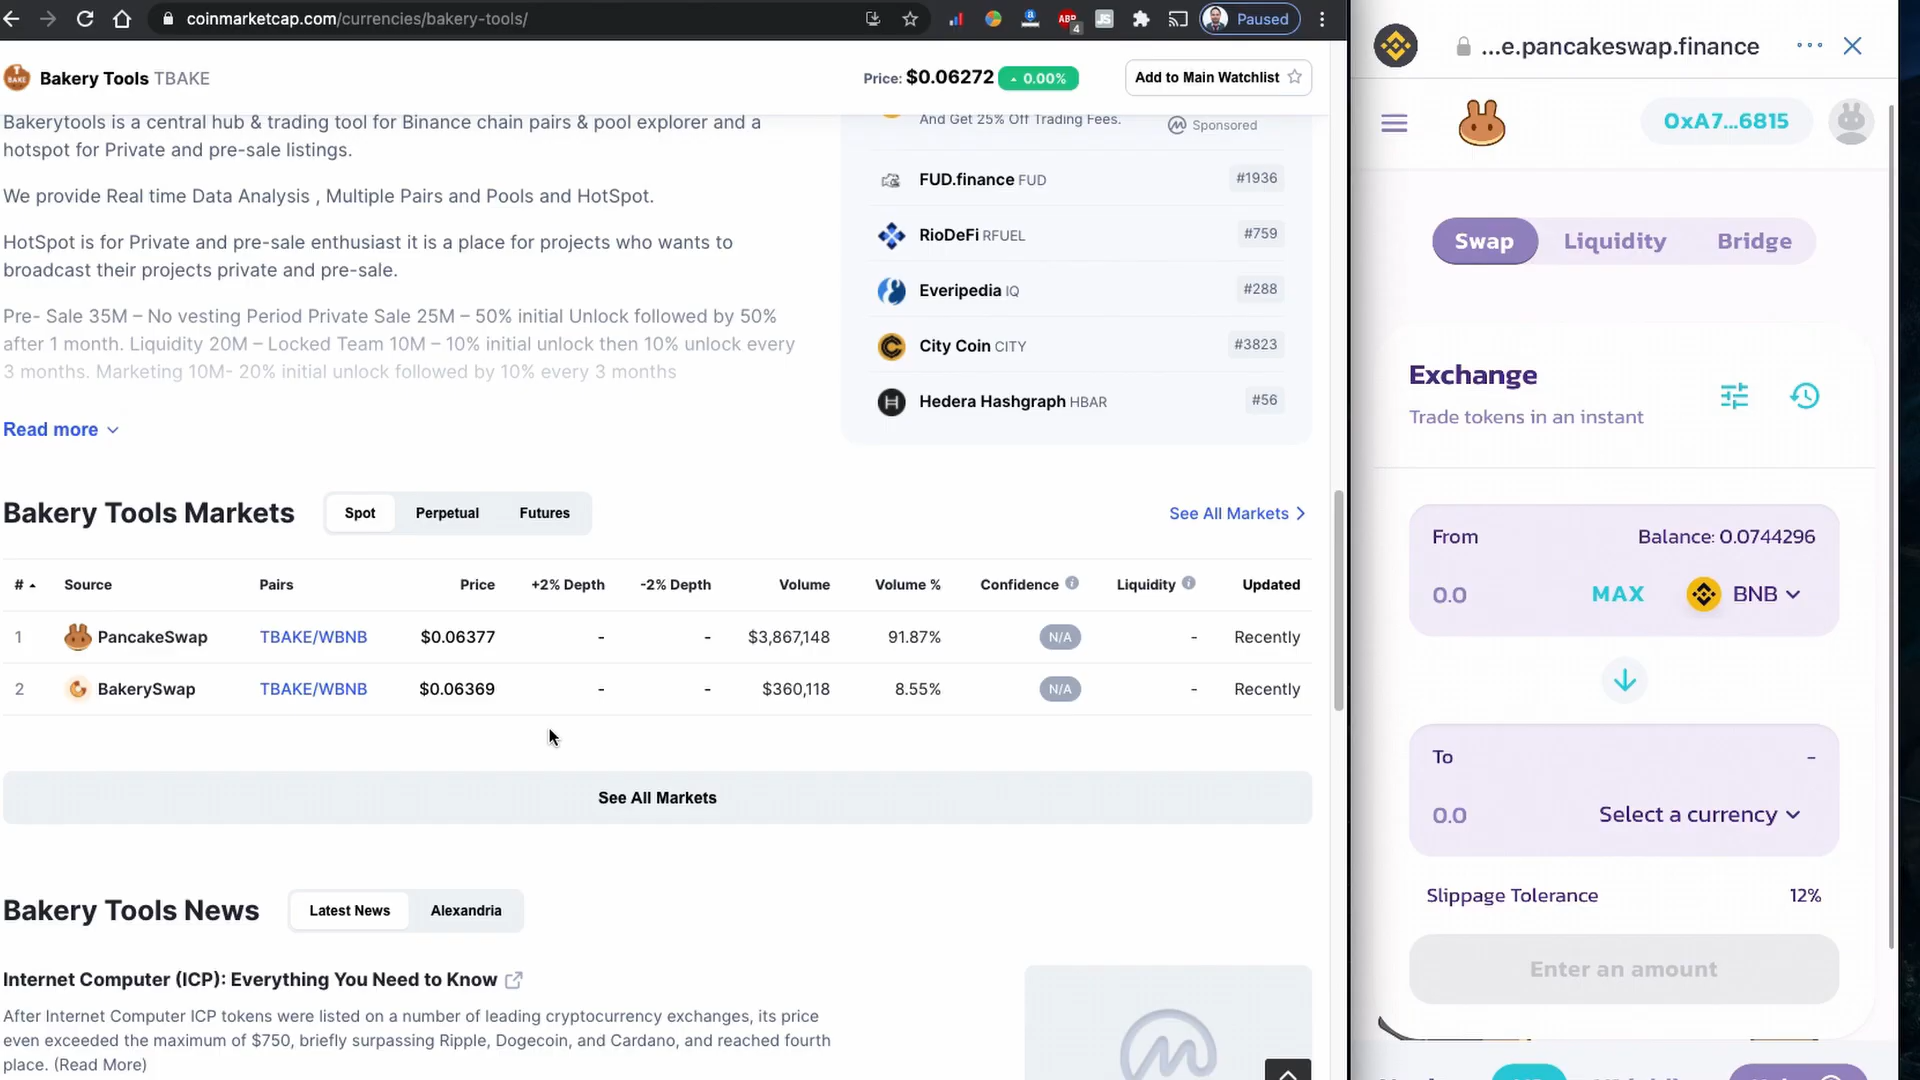 coinmarketcap.com/currencies/bakery-tools/
ABP
4
JS
Paused
BAKE
Bakery Tools TBAKE
Price: $0.06272
0.00%
Add to Main Watchlist
Bakerytools is a central hub & trading tool for Binance chain pairs & pool explorer and a
hotspot for Private and pre-sale listings.
We provide Real time Data Analysis , Multiple Pairs and Pools and HotSpot.
HotSpot is for Private and pre-sale enthusiast it is a place for projects who wants to
broadcast their projects private and pre-sale.
Pre- Sale 35M – No vesting Period Private Sale 25M – 50% initial Unlock followed by 50%
after 1 month. Liquidity 20M – Locked Team 10M – 10% initial unlock then 10% unlock every
3 months. Marketing 10M- 20% initial unlock followed by 10% every 3 months
Read more
And Get 25% Off Trading Fees.
Sponsored
FUD.finance FUD
#1936
RioDeFi RFUEL
#759
Everipedia IQ
#288
City Coin CITY
#3823
Hedera Hashgraph HBAR
#56
Bakery Tools Markets
Spot
Perpetual
Futures
See All Markets
# Source Pairs Price +2% Depth -2% Depth Volume Volume % Confidence Liquidity Updated
1 PancakeSwap TBAKE/WBNB $0.06377 - - $3,867,148 91.87% N/A - Recently
2 BakerySwap TBAKE/WBNB $0.06369 - - $360,118 8.55% N/A - Recently
See All Markets
Bakery Tools News
Latest News
Alexandria
Internet Computer (ICP): Everything You Need to Know
After Internet Computer ICP tokens were listed on a number of leading cryptocurrency exchanges, its price
even exceeded the maximum of $750, briefly surpassing Ripple, Dogecoin, and Cardano, and reached fourth
place. (Read More)
...e.pancakeswap.finance
0xA7...6815
Swap
Liquidity
Bridge
Exchange
Trade tokens in an instant
From
Balance: 0.0744296
0.0
MAX
BNB
To
-
0.0
Select a currency
Slippage Tolerance
12%
Enter an amount